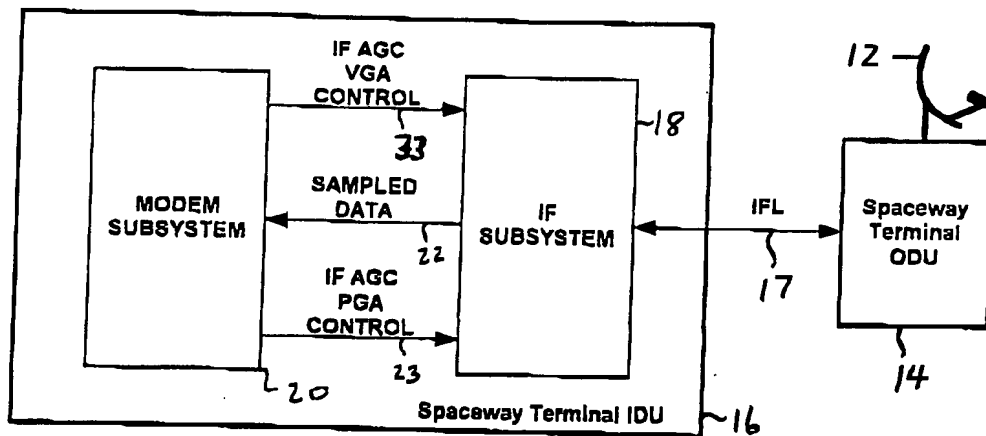 IF AGC
VGA
CONTROL
33
MODEM
SUBSYSTEM
SAMPLED
DATA
22
IF AGC
PGA
CONTROL
23
20
IF
SUBSYSTEM
18
IFL
17
12
Spaceway
Terminal
ODU
14
Spaceway Terminal IDU
16